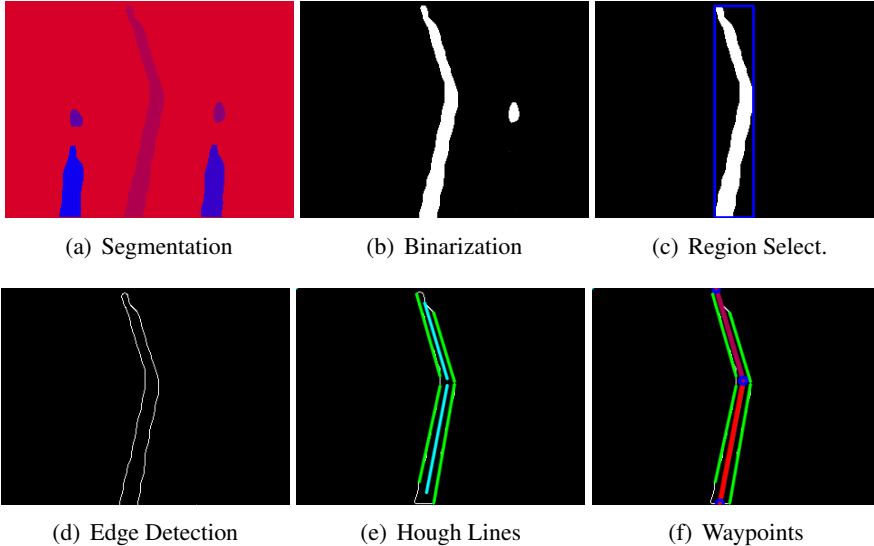 (a) Segmentation
(b) Binarization
(c) Region Select.
(d) Edge Detection
(e) Hough Lines
(f) Waypoints